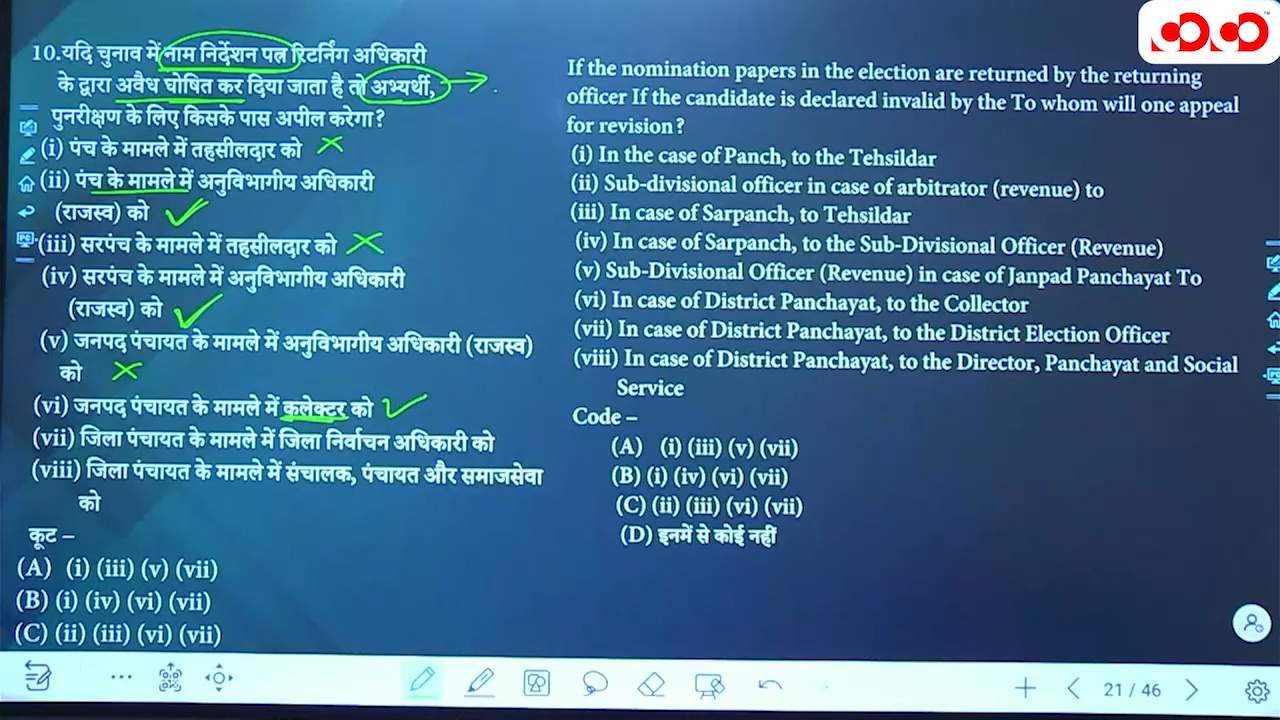 10.यदि चुनाव में नाम निर्देशन पत्र रिटर्निंग अधिकारी
के द्वारा अवैध घोषित कर दिया जाता है तो अभ्यर्थी,
पुनरीक्षण के लिए किसके पास अपील करेगा?
(i) पंच के मामले में तहसीलदार को
(ii) पंच के मामले में अनुविभागीय अधिकारी
(राजस्व) को
(iii) सरपंच के मामले में तहसीलदार को
(iv) सरपंच के मामले में अनुविभागीय अधिकारी
(राजस्व) को
(v) जनपद पंचायत के मामले में अनुविभागीय अधिकारी (राजस्व)
को
(vi) जनपद पंचायत के मामले में कलेक्टर को
(vii) जिला पंचायत के मामले में जिला निर्वाचन अधिकारी को
(viii) जिला पंचायत के मामले में संचालक, पंचायत और समाजसेवा
को
कूट –
(A) (i) (iii) (v) (vii)
(B) (i) (iv) (vi) (vii)
(C) (ii) (iii) (vi) (vii)
If the nomination papers in the election are returned by the returning
officer If the candidate is declared invalid by the To whom will one appeal
for revision?
(i) In the case of Panch, to the Tehsildar
(ii) Sub-divisional officer in case of arbitrator (revenue) to
(iii) In case of Sarpanch, to Tehsildar
(iv) In case of Sarpanch, to the Sub-Divisional Officer (Revenue)
(v) Sub-Divisional Officer (Revenue) in case of Janpad Panchayat To
(vi) In case of District Panchayat, to the Collector
(vii) In case of District Panchayat, to the District Election Officer
(viii) In case of District Panchayat, to the Director, Panchayat and Social
Service
Code –
(A) (i) (iii) (v) (vii)
(B) (i) (iv) (vi) (vii)
(C) (ii) (iii) (vi) (vii)
(D) इनमें से कोई नहीं
21 / 46